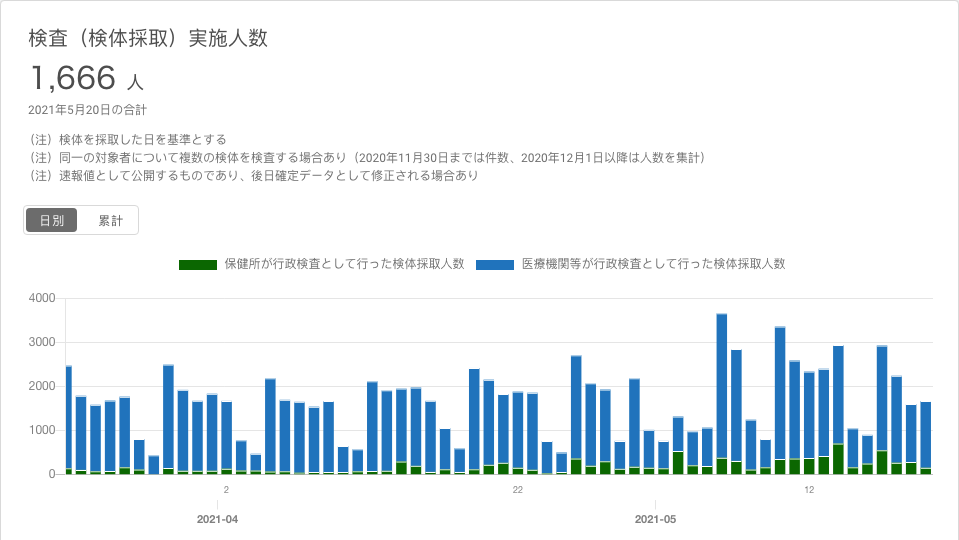 検査（検体採取）実施人数
1,666 人
2021年5月20日の合計
（注）検体を採取した日を基準とする
（注）同一の対象者について複数の検体を検査する場合あり（2020年11月30日までは件数、2020年12月1日以降は人数を集計）
（注）速報値として公開するものであり、後日確定データとして修正される場合あり
日別 累計
保健所が行政検査として行った検体採取人数 医療機関等が行政検査として行った検体採取人数
4000
3000
2000
1000
0
2 22 12
2021-04 2021-05